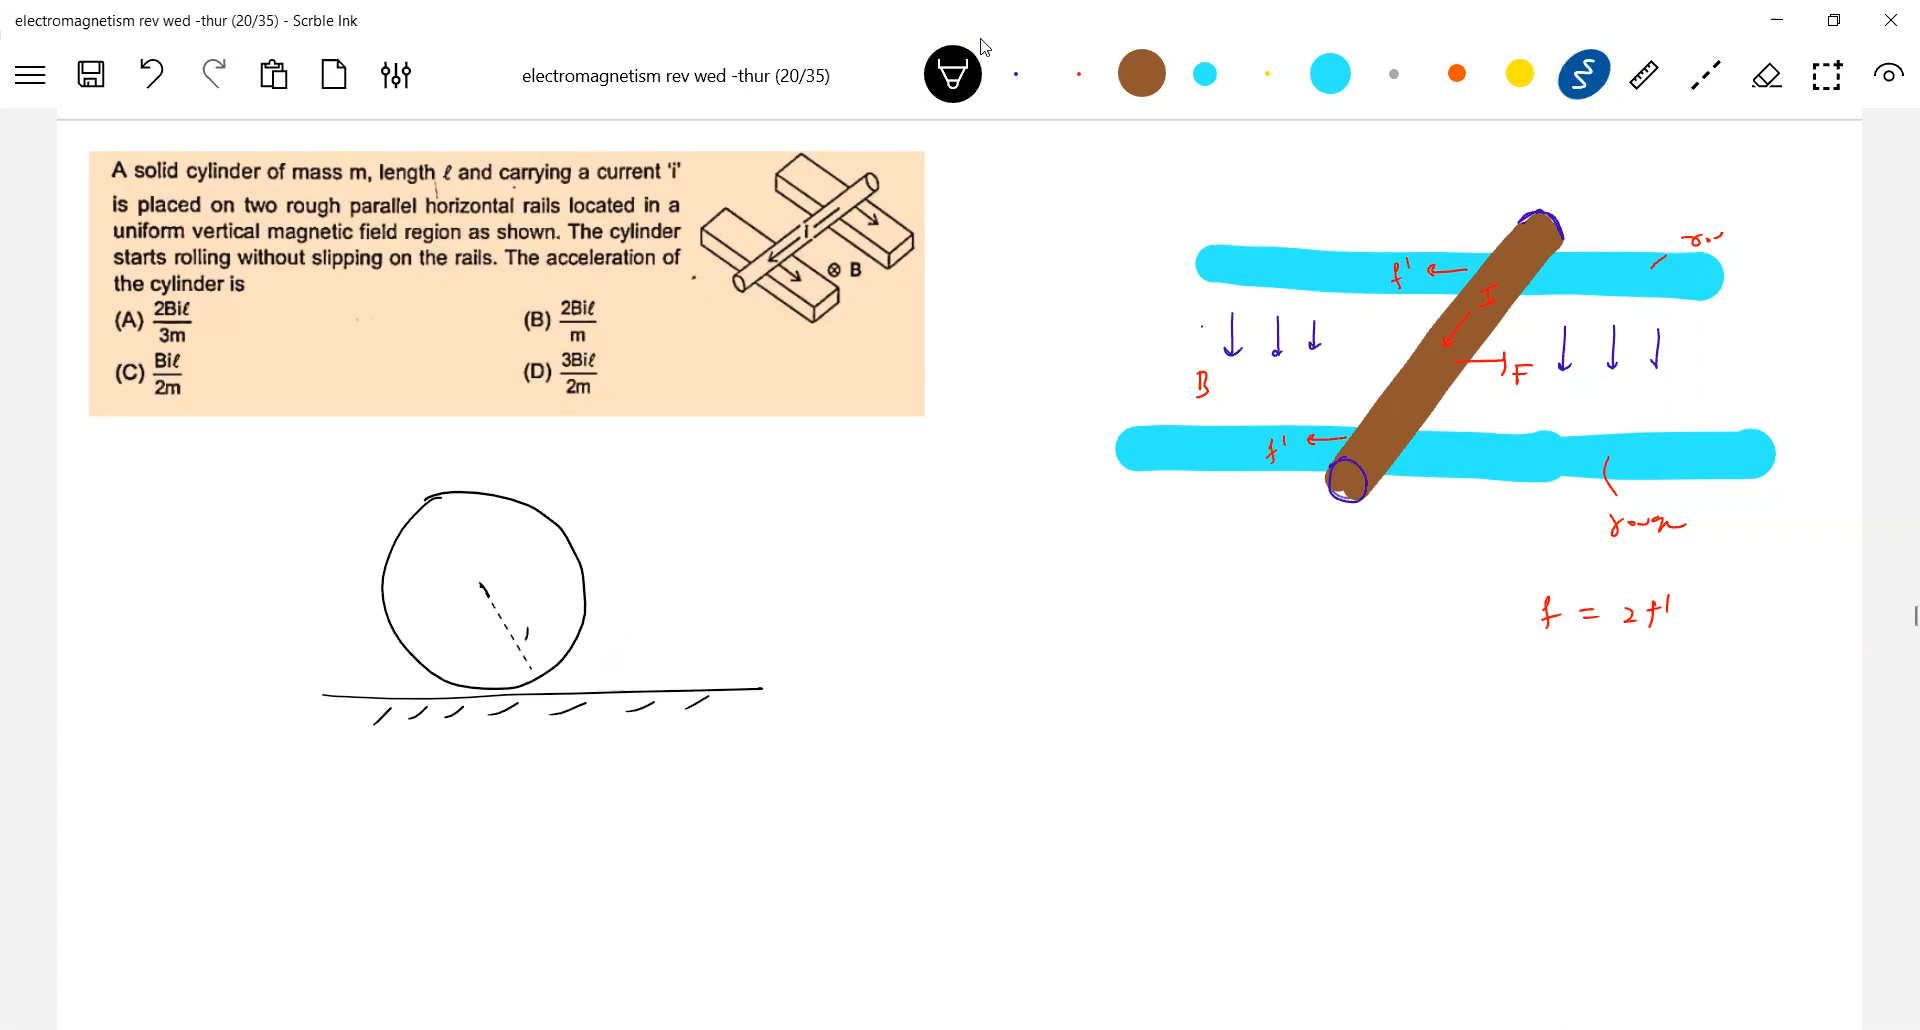 electromagnetism rev wed -thur (20/35) - Scrble Ink
electromagnetism rev wed -thur (20/35)
A solid cylinder of mass m, length ℓ and carrying a current 'i'
is placed on two rough parallel horizontal rails located in a
uniform vertical magnetic field region as shown. The cylinder
starts rolling without slipping on the rails. The acceleration of
the cylinder is
(A) 2Biℓ/3m
(B) 2Biℓ/m
(C) Biℓ/2m
(D) 3Biℓ/2m
i
⊗ B
f'
I
F
B
f'
rough
f = 2f'